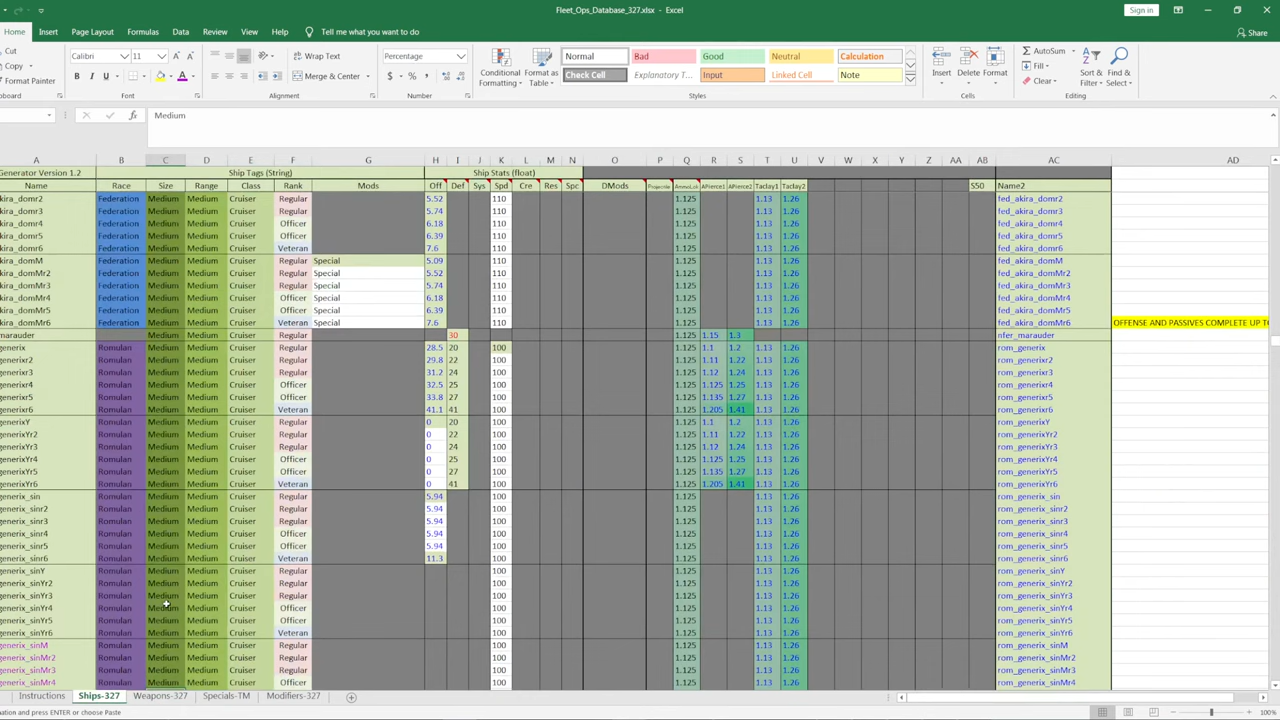 Fleet_Ops_Database_327.xlsx - Excel
Sign in
Home Insert Page Layout Formulas Data Review View Help Tell me what you want to do Share
Cut
Copy
Format Painter
Calibri 11
Wrap Text
Merge & Center
Percentage
Conditional Formatting
Format as Table
Normal Bad Good Neutral Calculation
Check Cell Explanatory T... Input Linked Cell Note
Insert Delete Format
AutoSum
Fill
Clear
Sort & Filter
Find & Select
Font Alignment Number Styles Cells Editing
Medium
A B C D E F G H I J K L M N O P Q R S T U V W X Y Z AA AB AC AD
Generator Version 1.2 Ship Tags (String) Ship Stats (float)
Name Race Size Range Class Rank Mods Off Def Sys Spd Cre Res Mor Spc DMods Projectile AmmoLok APierce1 APierce2 Taclay1 Taclay2 S50 Name2
akira_domr2 Federation Medium Medium Cruiser Regular 5.52 110 1.125 1.13 1.26 fed_akira_domr2
akira_domr3 Federation Medium Medium Cruiser Regular 5.74 110 1.125 1.13 1.26 fed_akira_domr3
akira_domr4 Federation Medium Medium Cruiser Officer 6.18 110 1.125 1.13 1.26 fed_akira_domr4
akira_domr5 Federation Medium Medium Cruiser Officer 6.39 110 1.125 1.13 1.26 fed_akira_domr5
akira_domr6 Federation Medium Medium Cruiser Veteran 7.6 110 1.125 1.13 1.26 fed_akira_domr6
akira_domM Federation Medium Medium Cruiser Regular Special 5.09 110 1.125 1.13 1.26 fed_akira_domM
akira_domMr2 Federation Medium Medium Cruiser Regular Special 5.52 110 1.125 1.13 1.26 fed_akira_domMr2
akira_domMr3 Federation Medium Medium Cruiser Regular Special 5.74 110 1.125 1.13 1.26 fed_akira_domMr3
akira_domMr4 Federation Medium Medium Cruiser Officer Special 6.18 110 1.125 1.13 1.26 fed_akira_domMr4
akira_domMr5 Federation Medium Medium Cruiser Officer Special 6.39 110 1.125 1.13 1.26 fed_akira_domMr5
akira_domMr6 Federation Medium Medium Cruiser Veteran Special 7.6 110 1.125 1.13 1.26 fed_akira_domMr6 OFFENSE AND PASSIVES COMPLETE UP TO
marauder Medium Medium Cruiser Regular 30 1.125 1.15 1.3 nfer_marauder
generix Romulan Medium Medium Cruiser Regular 28.5 20 100 1.125 1.1 1.2 1.13 1.26 rom_generix
generixr2 Romulan Medium Medium Cruiser Regular 29.8 22 100 1.125 1.11 1.22 1.13 1.26 rom_generixr2
generixr3 Romulan Medium Medium Cruiser Regular 31.2 24 100 1.125 1.12 1.24 1.13 1.26 rom_generixr3
generixr4 Romulan Medium Medium Cruiser Officer 32.5 25 100 1.125 1.125 1.25 1.13 1.26 rom_generixr4
generixr5 Romulan Medium Medium Cruiser Officer 33.8 27 100 1.125 1.135 1.27 1.13 1.26 rom_generixr5
generixr6 Romulan Medium Medium Cruiser Veteran 41.1 41 100 1.125 1.205 1.41 1.13 1.26 rom_generixr6
generixY Romulan Medium Medium Cruiser Regular 0 20 100 1.125 1.1 1.2 1.13 1.26 rom_generixY
generixYr2 Romulan Medium Medium Cruiser Regular 0 22 100 1.125 1.11 1.22 1.13 1.26 rom_generixYr2
generixYr3 Romulan Medium Medium Cruiser Regular 0 24 100 1.125 1.12 1.24 1.13 1.26 rom_generixYr3
generixYr4 Romulan Medium Medium Cruiser Officer 0 25 100 1.125 1.125 1.25 1.13 1.26 rom_generixYr4
generixYr5 Romulan Medium Medium Cruiser Officer 0 27 100 1.125 1.135 1.27 1.13 1.26 rom_generixYr5
generixYr6 Romulan Medium Medium Cruiser Veteran 0 41 100 1.125 1.205 1.41 1.13 1.26 rom_generixYr6
generix_sin Romulan Medium Medium Cruiser Regular 5.94 100 1.125 1.13 1.26 rom_generix_sin
generix_sinr2 Romulan Medium Medium Cruiser Regular 5.94 100 1.125 1.13 1.26 rom_generix_sinr2
generix_sinr3 Romulan Medium Medium Cruiser Regular 5.94 100 1.125 1.13 1.26 rom_generix_sinr3
generix_sinr4 Romulan Medium Medium Cruiser Officer 5.94 100 1.125 1.13 1.26 rom_generix_sinr4
generix_sinr5 Romulan Medium Medium Cruiser Officer 5.94 100 1.125 1.13 1.26 rom_generix_sinr5
generix_sinr6 Romulan Medium Medium Cruiser Veteran 11.3 100 1.125 1.13 1.26 rom_generix_sinr6
generix_sinY Romulan Medium Medium Cruiser Regular 100 1.125 1.13 1.26 rom_generix_sinY
generix_sinYr2 Romulan Medium Medium Cruiser Regular 100 1.125 1.13 1.26 rom_generix_sinYr2
generix_sinYr3 Romulan Medium Medium Cruiser Regular 100 1.125 1.13 1.26 rom_generix_sinYr3
generix_sinYr4 Romulan Medium Medium Cruiser Officer 100 1.125 1.13 1.26 rom_generix_sinYr4
generix_sinYr5 Romulan Medium Medium Cruiser Officer 100 1.125 1.13 1.26 rom_generix_sinYr5
generix_sinYr6 Romulan Medium Medium Cruiser Veteran 100 1.125 1.13 1.26 rom_generix_sinYr6
generix_sinM Romulan Medium Medium Cruiser Regular 100 1.125 1.13 1.26 rom_generix_sinM
generix_sinMr2 Romulan Medium Medium Cruiser Regular 100 1.125 1.13 1.26 rom_generix_sinMr2
generix_sinMr3 Romulan Medium Medium Cruiser Regular 100 1.125 1.13 1.26 rom_generix_sinMr3
generix_sinMr4 Romulan Medium Medium Cruiser Officer 100 1.125 1.13 1.26 rom_generix_sinMr4
Instructions Ships-327 Weapons-327 Specials-TM Modifiers-327
nation and press ENTER or choose Paste
100%